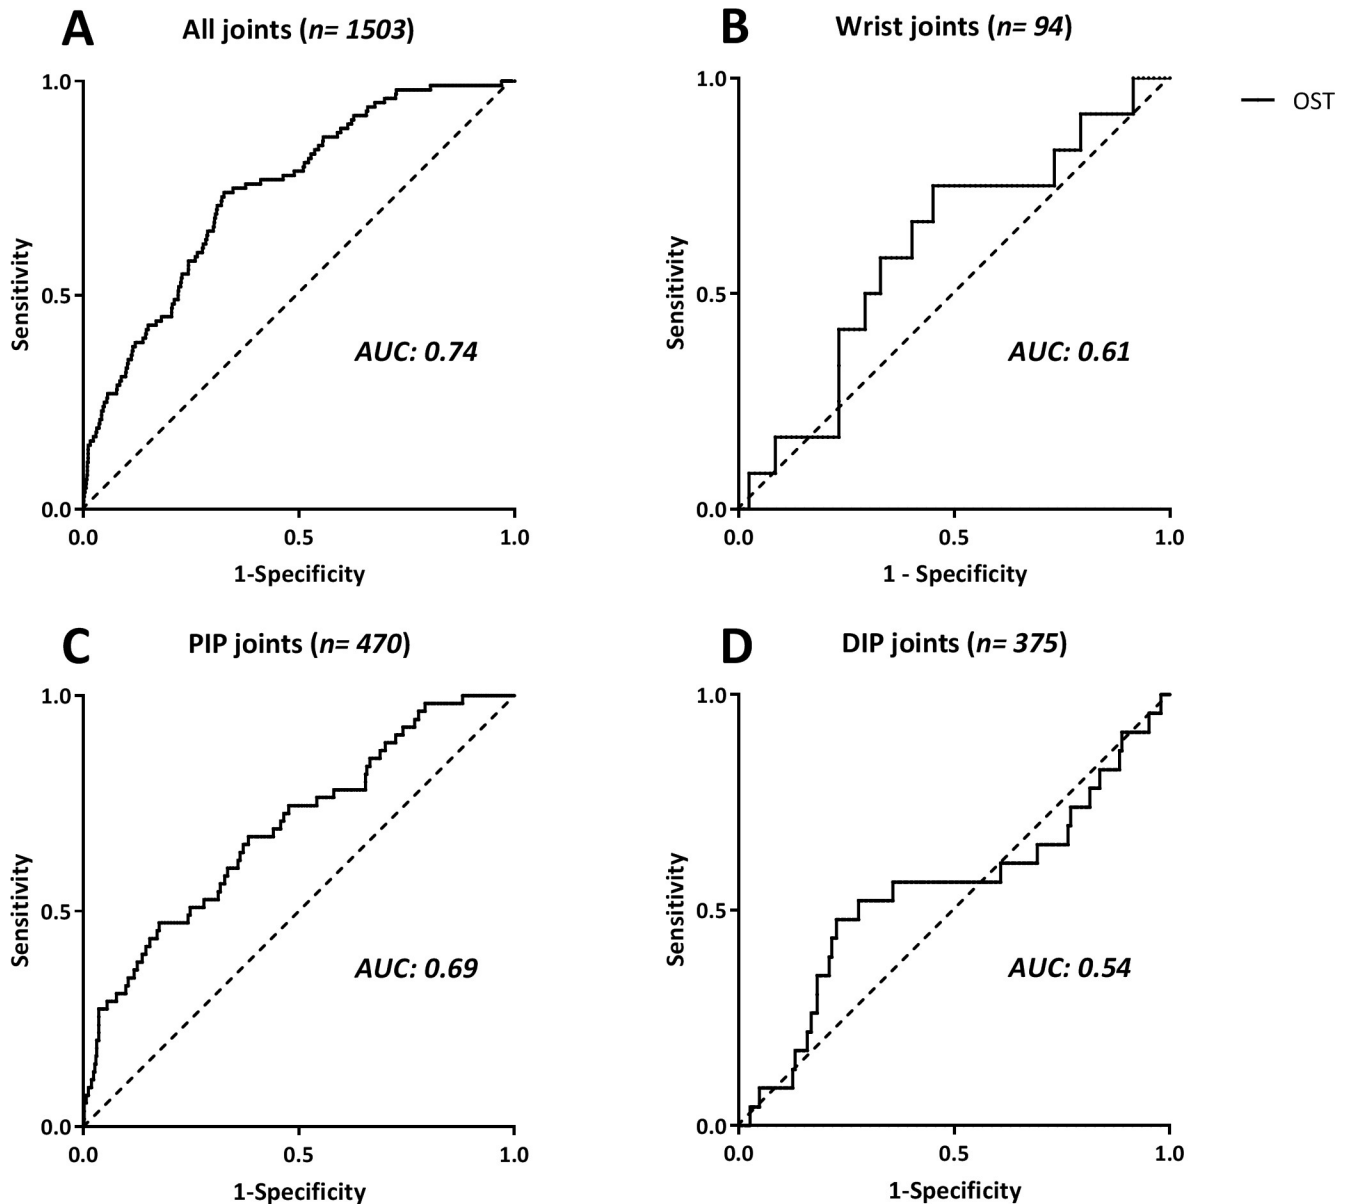 A
All joints (n= 1503)
1.0
0.5
0.0
0.0 0.5 1.0
Sensitivity
1-Specificity
AUC: 0.74
B
Wrist joints (n= 94)
1.0
0.5
0.0
0.0 0.5 1.0
Sensitivity
1 - Specificity
AUC: 0.61
OST
C
PIP joints (n= 470)
1.0
0.5
0.0
0.0 0.5 1.0
Sensitivity
1-Specificity
AUC: 0.69
D
DIP joints (n= 375)
1.0
0.5
0.0
0.0 0.5 1.0
Sensitivity
1-Specificity
AUC: 0.54